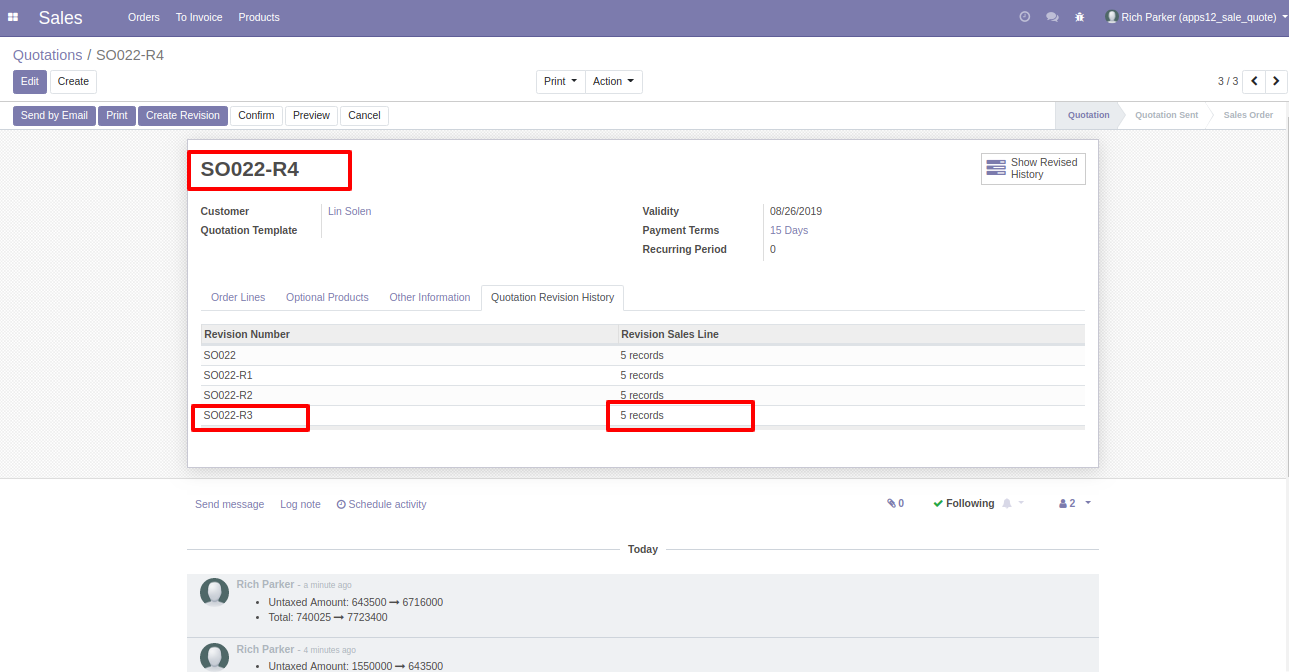 Sales Orders To Invoice Products Rich Parker (apps12_sale_quote)
Quotations / SO022-R4
Edit Create Print Action 3 / 3
Send by Email Print Create Revision Confirm Preview Cancel Quotation Quotation Sent Sales Order
SO022-R4
Show Revised
History
Customer Lin Solen Validity 08/26/2019
Quotation Template Payment Terms 15 Days
Recurring Period 0
Order Lines Optional Products Other Information Quotation Revision History
Revision Number Revision Sales Line
SO022 5 records
SO022-R1 5 records
SO022-R2 5 records
SO022-R3 5 records
Send message Log note Schedule activity 0 Following 2
Today
Rich Parker - a minute ago
• Untaxed Amount: 643500 → 6716000
• Total: 740025 → 7723400
Rich Parker - 4 minutes ago
• Untaxed Amount: 1550000 → 643500